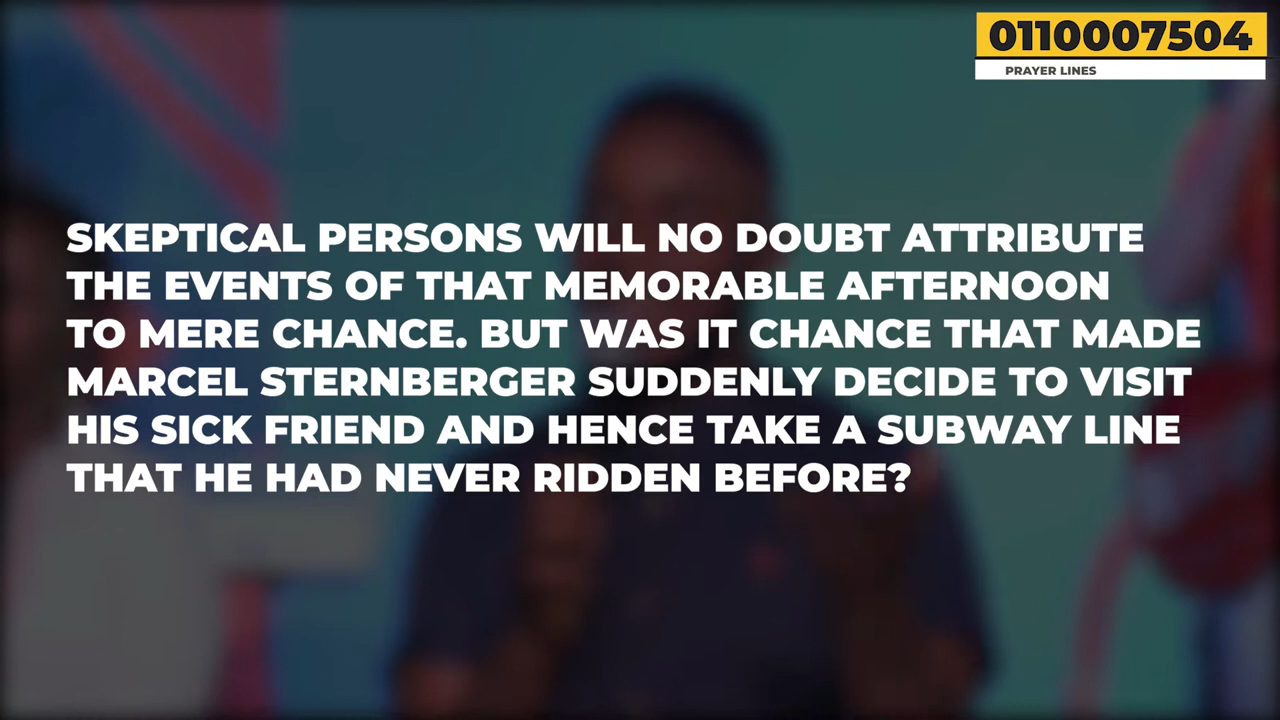 0110007504
PRAYER LINES
SKEPTICAL PERSONS WILL NO DOUBT ATTRIBUTE
THE EVENTS OF THAT MEMORABLE AFTERNOON
TO MERE CHANCE. BUT WAS IT CHANCE THAT MADE
MARCEL STERNBERGER SUDDENLY DECIDE TO VISIT
HIS SICK FRIEND AND HENCE TAKE A SUBWAY LINE
THAT HE HAD NEVER RIDDEN BEFORE?